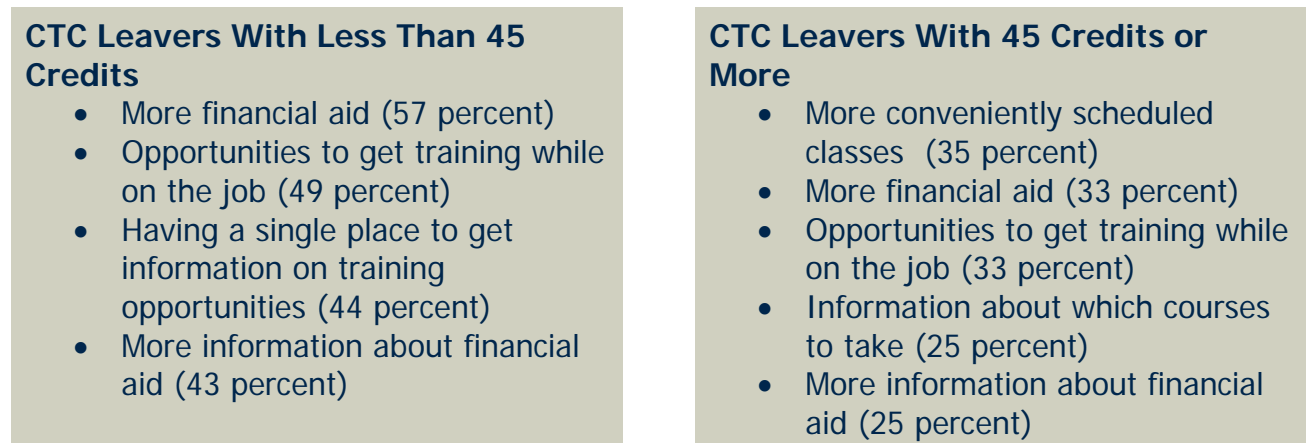 CTC Leavers With Less Than 45
Credits
• More financial aid (57 percent)
• Opportunities to get training while
on the job (49 percent)
• Having a single place to get
information on training
opportunities (44 percent)
• More information about financial
aid (43 percent)
CTC Leavers With 45 Credits or
More
• More conveniently scheduled
classes (35 percent)
• More financial aid (33 percent)
• Opportunities to get training while
on the job (33 percent)
• Information about which courses
to take (25 percent)
• More information about financial
aid (25 percent)